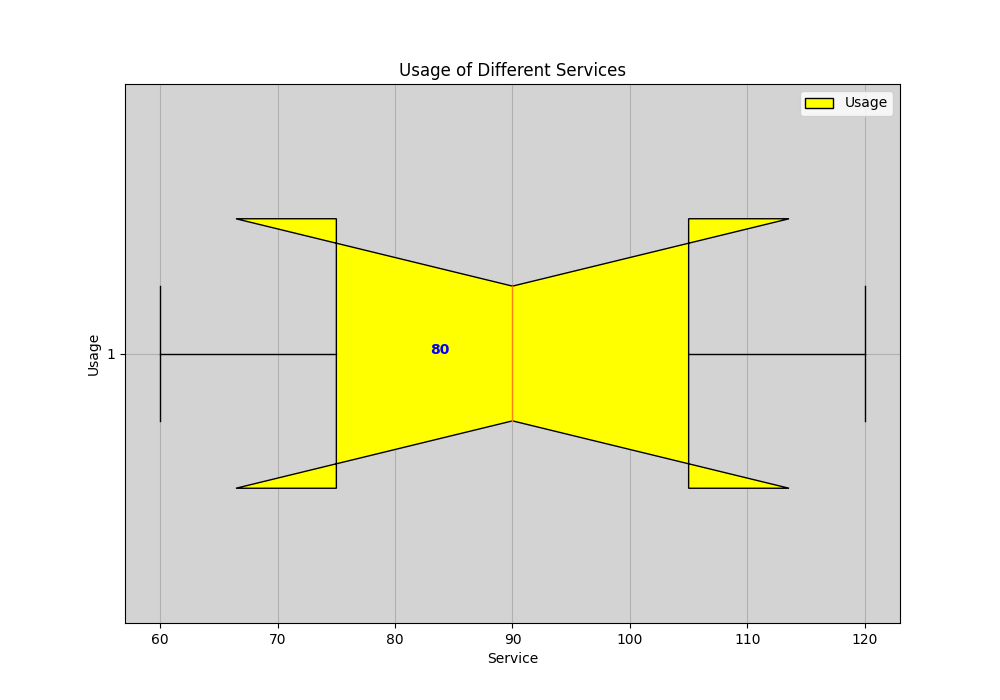 Usage of Different Services
Usage
Usage
1
80
60 70 80 90 100 110 120
Service